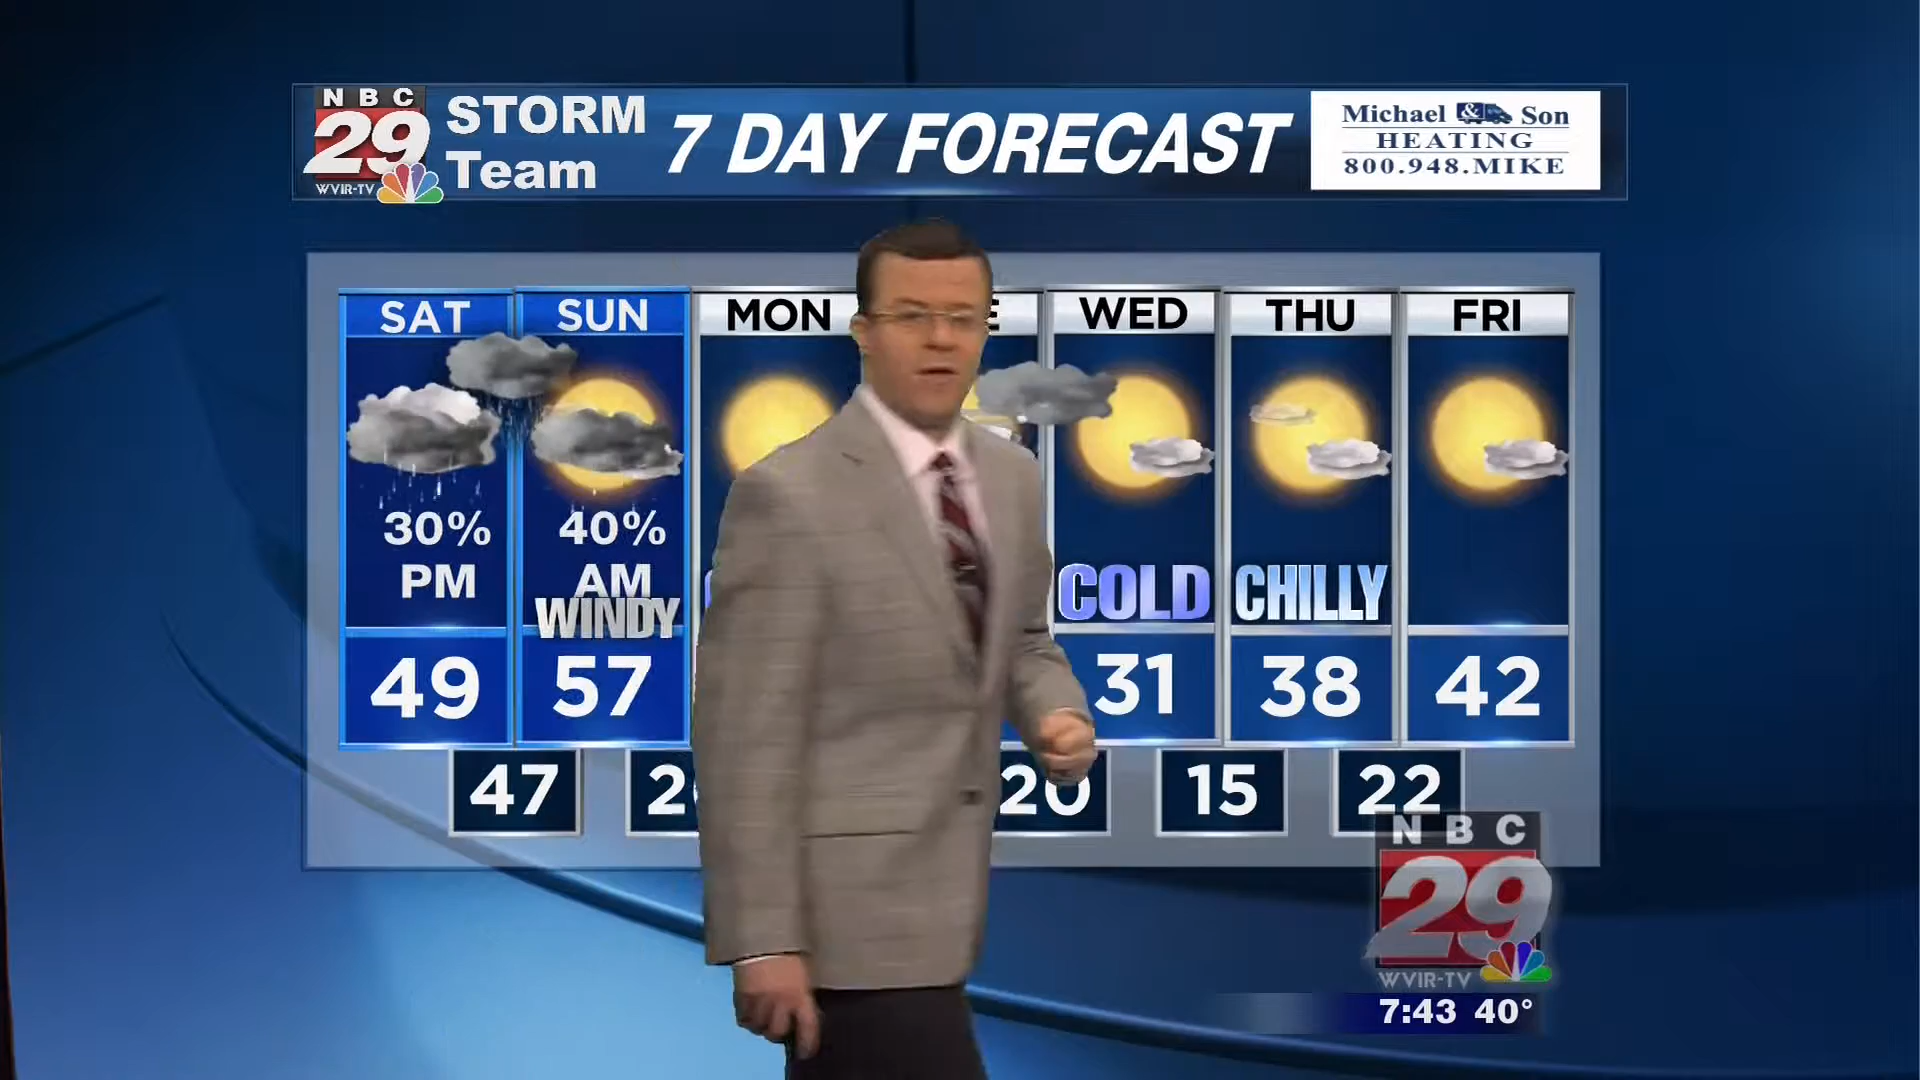 NBC
29
WVIR-TV
STORM
Team
7 DAY FORECAST
Michael & Son
HEATING
800.948.MIKE
SAT SUN MON WED THU FRI
30% 40%
PM AM
WINDY COLD CHILLY
49 57 31 38 42
47 20 15 22
NBC
29
WVIR-TV
7:43 40°